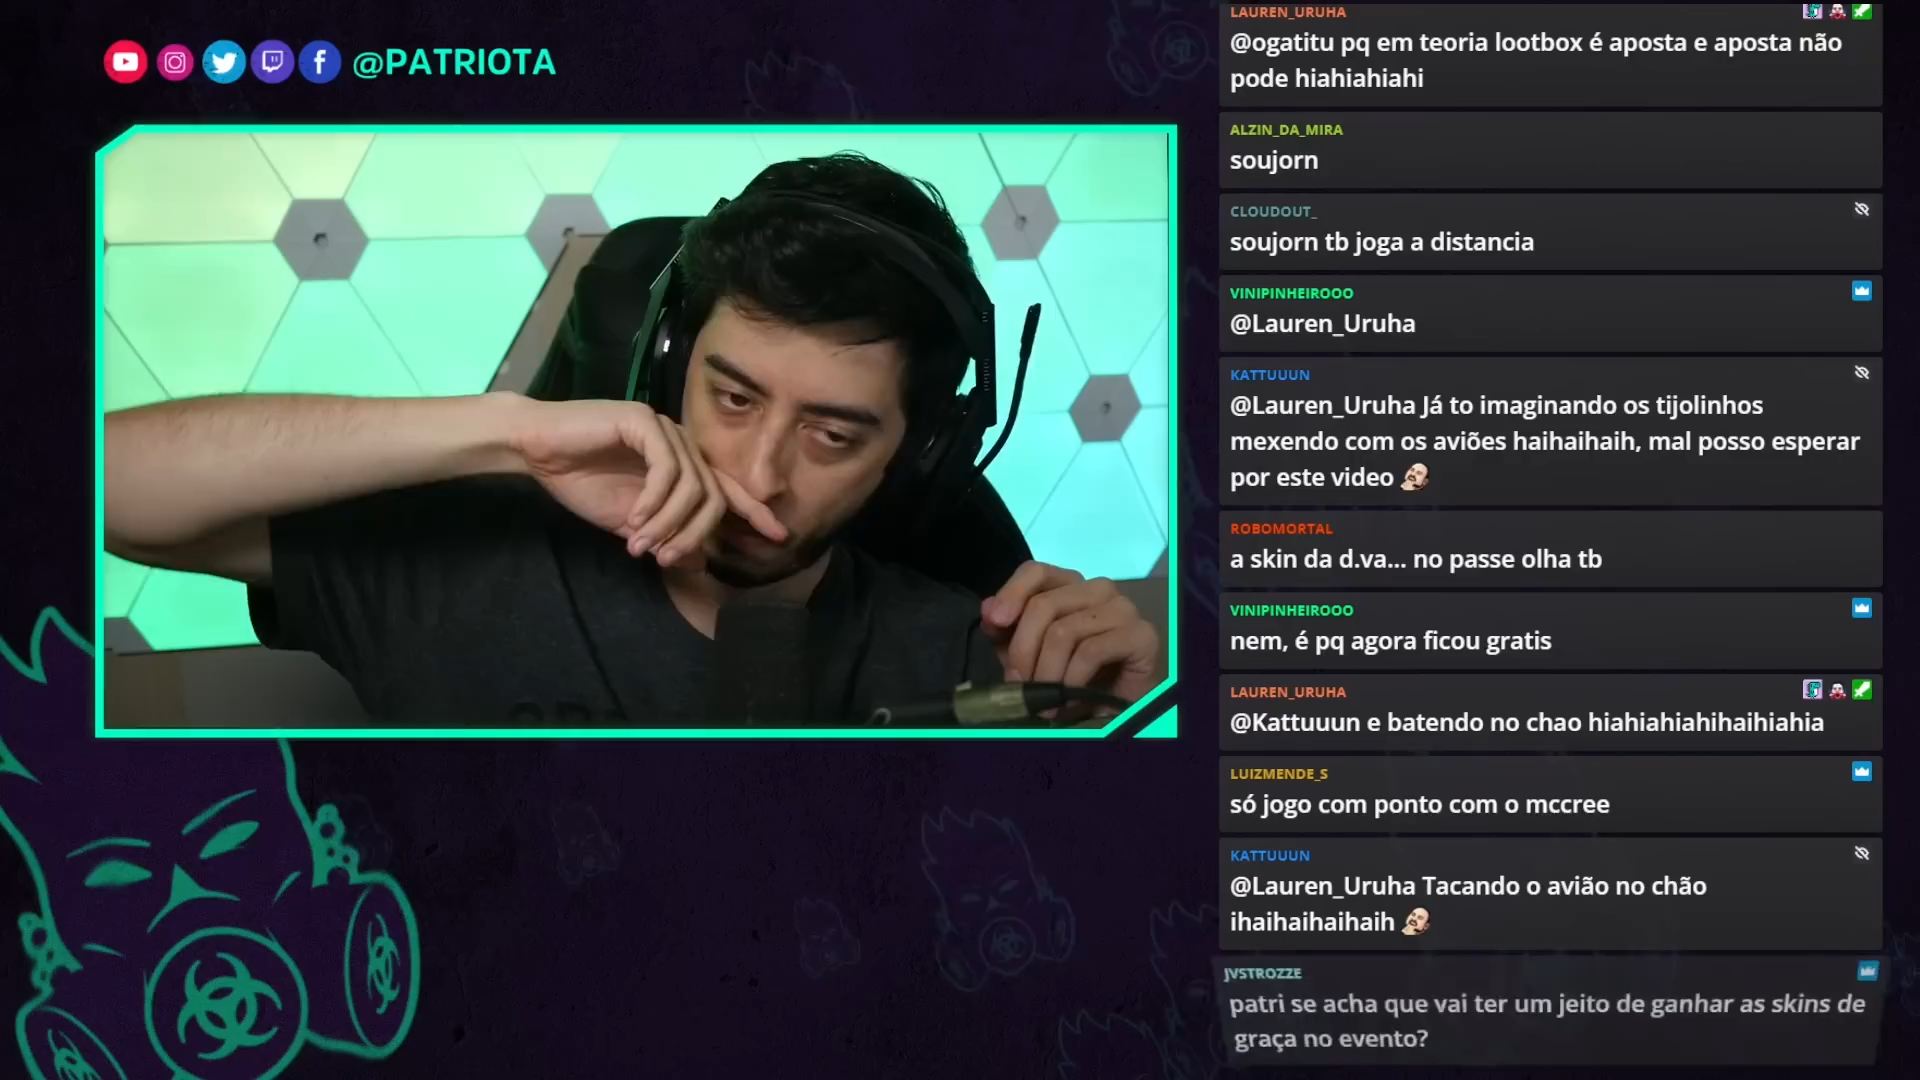 @PATRIOTA
LAUREN_URUHA
@ogatitu pq em teoria lootbox é aposta e aposta não
pode hiahiahiahi
ALZIN_DA_MIRA
soujorn
CLOUDOUT_
soujorn tb joga a distancia
VINIPINHEIROOO
@Lauren_Uruha
KATTUUUN
@Lauren_Uruha Já to imaginando os tijolinhos
mexendo com os aviões haihaihaih, mal posso esperar
por este video
ROBOMORTAL
a skin da d.va... no passe olha tb
VINIPINHEIROOO
nem, é pq agora ficou gratis
LAUREN_URUHA
@Kattuuun e batendo no chao hiahiahiahihaihiahia
LUIZMENDE_S
só jogo com ponto com o mccree
KATTUUUN
@Lauren_Uruha Tacando o avião no chão
ihaihaihaihaih
JVSTROZZE
patri se acha que vai ter um jeito de ganhar as skins de
graça no evento?